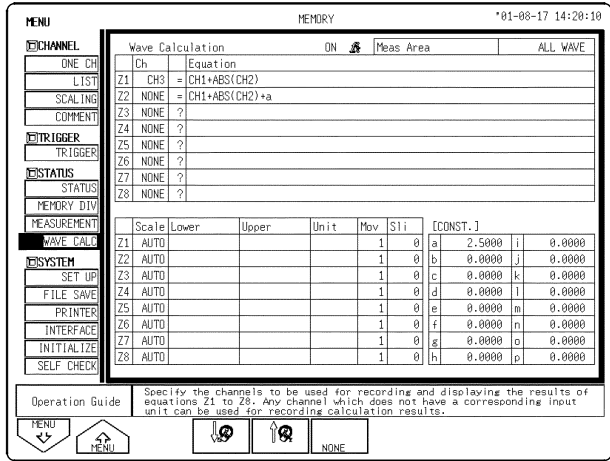 MENU
MEMORY
'01-08-17 14:20:10
CHANNEL
ONE CH
LIST
SCALING
COMMENT
TRIGGER
TRIGGER
STATUS
STATUS
MEMORY DIV
MEASUREMENT
WAVE CALC
SYSTEM
SET UP
FILE SAVE
PRINTER
INTERFACE
INITIALIZE
SELF CHECK
Wave Calculation ON Meas Area ALL WAVE
Ch Equation
Z1 CH3 = CH1+ABS(CH2)
Z2 NONE = CH1+ABS(CH2)+a
Z3 NONE ?
Z4 NONE ?
Z5 NONE ?
Z6 NONE ?
Z7 NONE ?
Z8 NONE ?
Scale Lower Upper Unit Mov Sli [CONST.]
Z1 AUTO 1 0 a 2.5000 i 0.0000
Z2 AUTO 1 0 b 0.0000 j 0.0000
Z3 AUTO 1 0 c 0.0000 k 0.0000
Z4 AUTO 1 0 d 0.0000 l 0.0000
Z5 AUTO 1 0 e 0.0000 m 0.0000
Z6 AUTO 1 0 f 0.0000 n 0.0000
Z7 AUTO 1 0 g 0.0000 o 0.0000
Z8 AUTO 1 0 h 0.0000 p 0.0000
Operation Guide
Specify the channels to be used for recording and displaying the results of
equations Z1 to Z8. Any channel which does not have a corresponding input
unit can be used for recording calculation results.
MENU
MENU
NONE